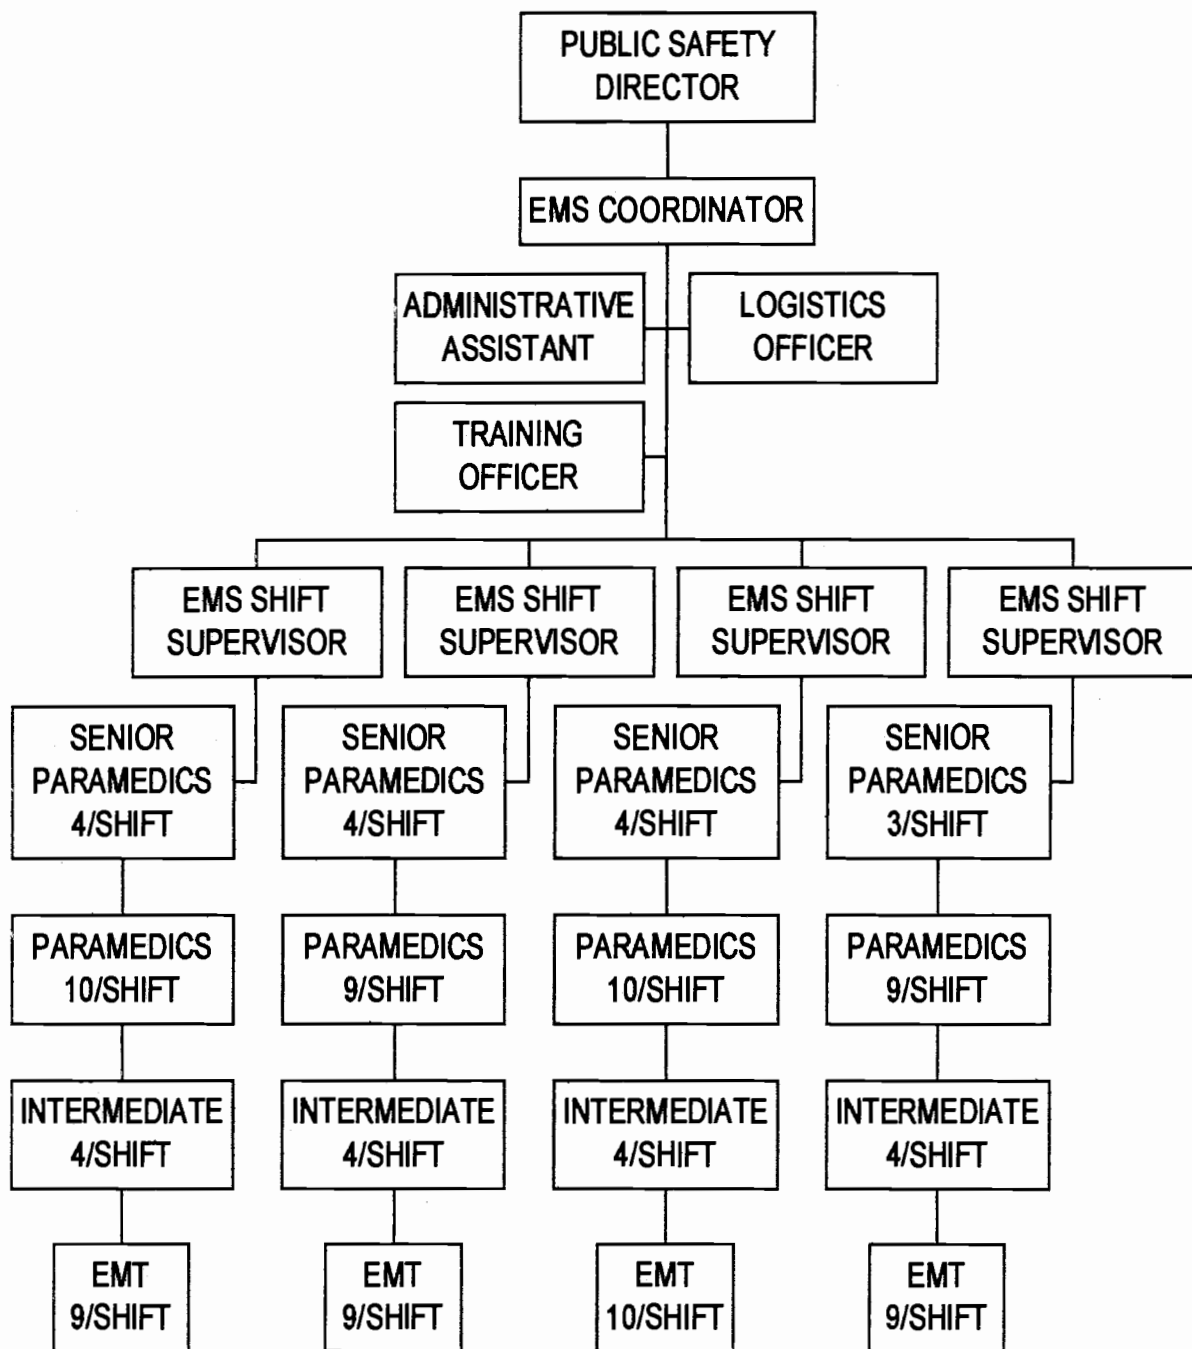 PUBLIC SAFETY
DIRECTOR
EMS COORDINATOR
ADMINISTRATIVE
ASSISTANT
LOGISTICS
OFFICER
TRAINING
OFFICER
EMS SHIFT
SUPERVISOR
EMS SHIFT
SUPERVISOR
EMS SHIFT
SUPERVISOR
EMS SHIFT
SUPERVISOR
SENIOR
PARAMEDICS
4/SHIFT
SENIOR
PARAMEDICS
4/SHIFT
SENIOR
PARAMEDICS
4/SHIFT
SENIOR
PARAMEDICS
3/SHIFT
PARAMEDICS
10/SHIFT
PARAMEDICS
9/SHIFT
PARAMEDICS
10/SHIFT
PARAMEDICS
9/SHIFT
INTERMEDIATE
4/SHIFT
INTERMEDIATE
4/SHIFT
INTERMEDIATE
4/SHIFT
INTERMEDIATE
4/SHIFT
EMT
9/SHIFT
EMT
9/SHIFT
EMT
10/SHIFT
EMT
9/SHIFT